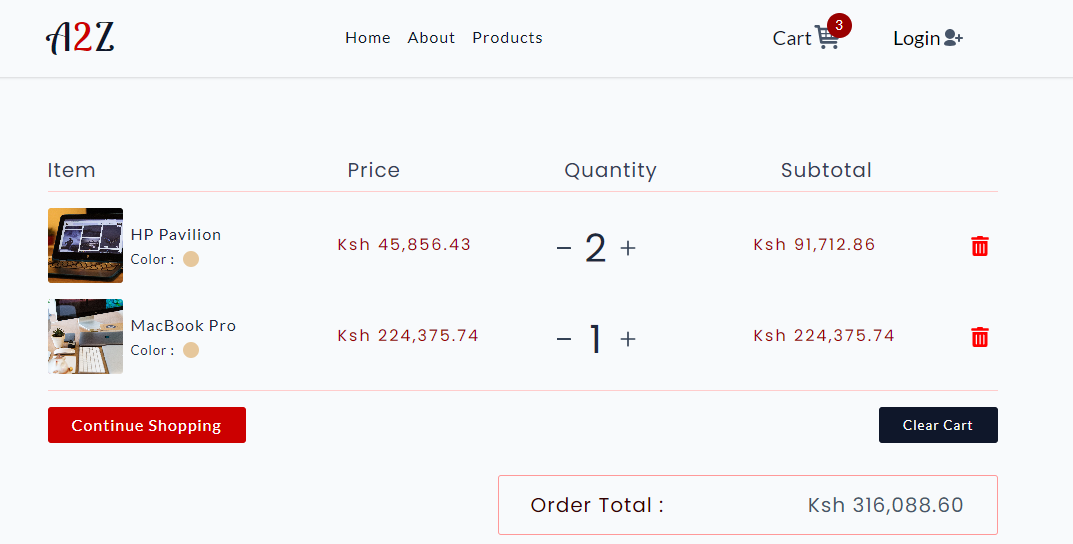 A2Z Home About Products Cart 3 Login
Item Price Quantity Subtotal
HP Pavilion
Color :
Ksh 45,856.43 − 2 + Ksh 91,712.86
MacBook Pro
Color :
Ksh 224,375.74 − 1 + Ksh 224,375.74
Continue Shopping Clear Cart
Order Total : Ksh 316,088.60